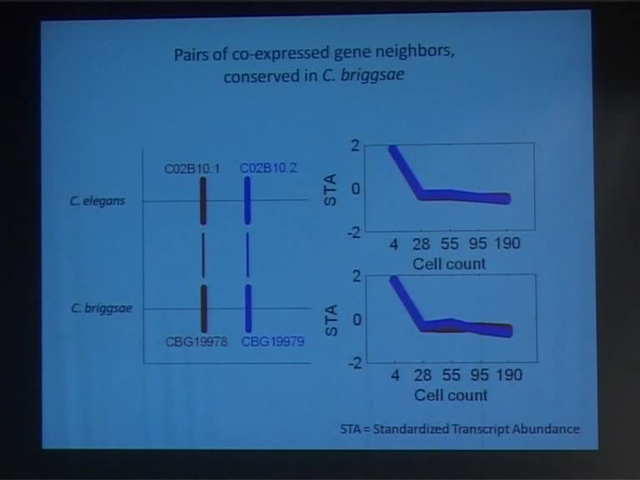 Pairs of co-expressed gene neighbors,
conserved in C. briggsae
C02B10.1 C02B10.2
C. elegans
C. briggsae
CBG19978 CBG19979
2
0
-2
STA
4 28 55 95 190
Cell count
2
0
-2
STA
4 28 55 95 190
Cell count
STA = Standardized Transcript Abundance